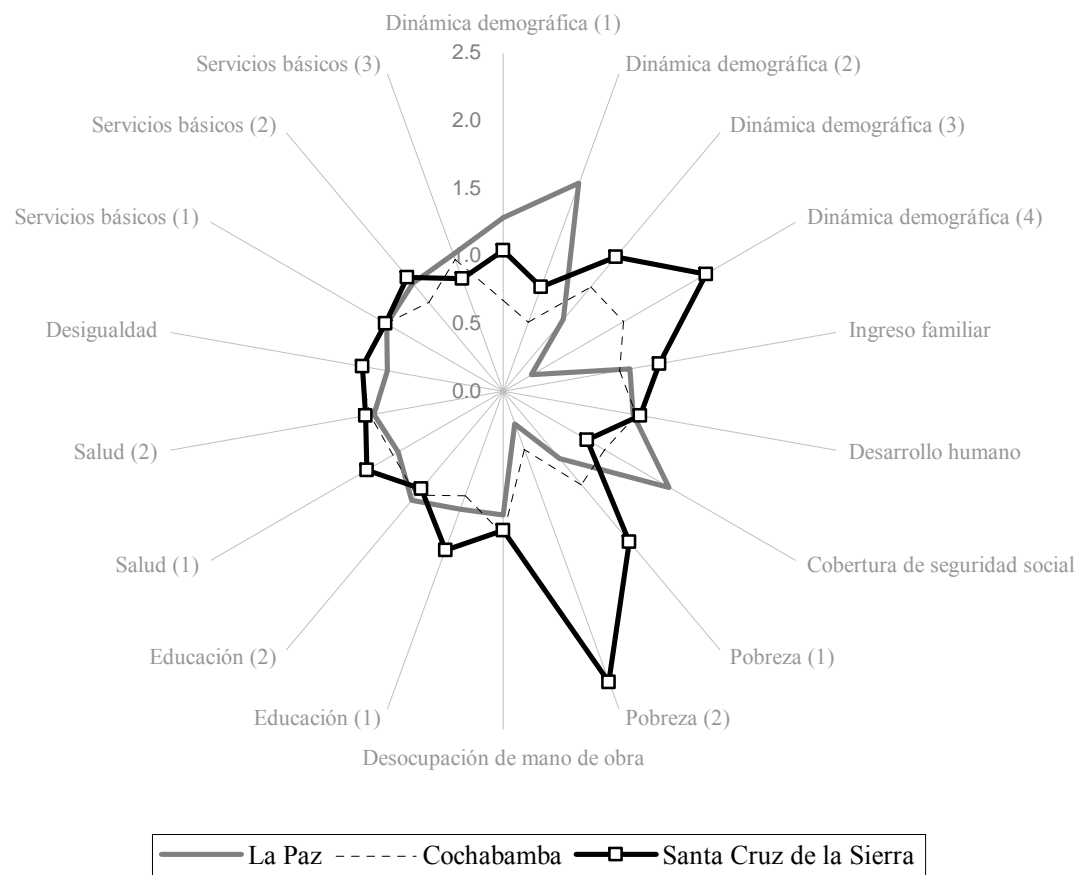 Dinámica demográfica (1)
2.5
Servicios básicos (3)
Dinámica demográfica (2)
2.0
Servicios básicos (2)
Dinámica demográfica (3)
1.5
Servicios básicos (1)
Dinámica demográfica (4)
1.0
0.5
Desigualdad
Ingreso familiar
0.0
Salud (2)
Desarrollo humano
Salud (1)
Cobertura de seguridad social
Educación (2)
Pobreza (1)
Educación (1)
Pobreza (2)
Desocupación de mano de obra
La Paz
Cochabamba
Santa Cruz de la Sierra